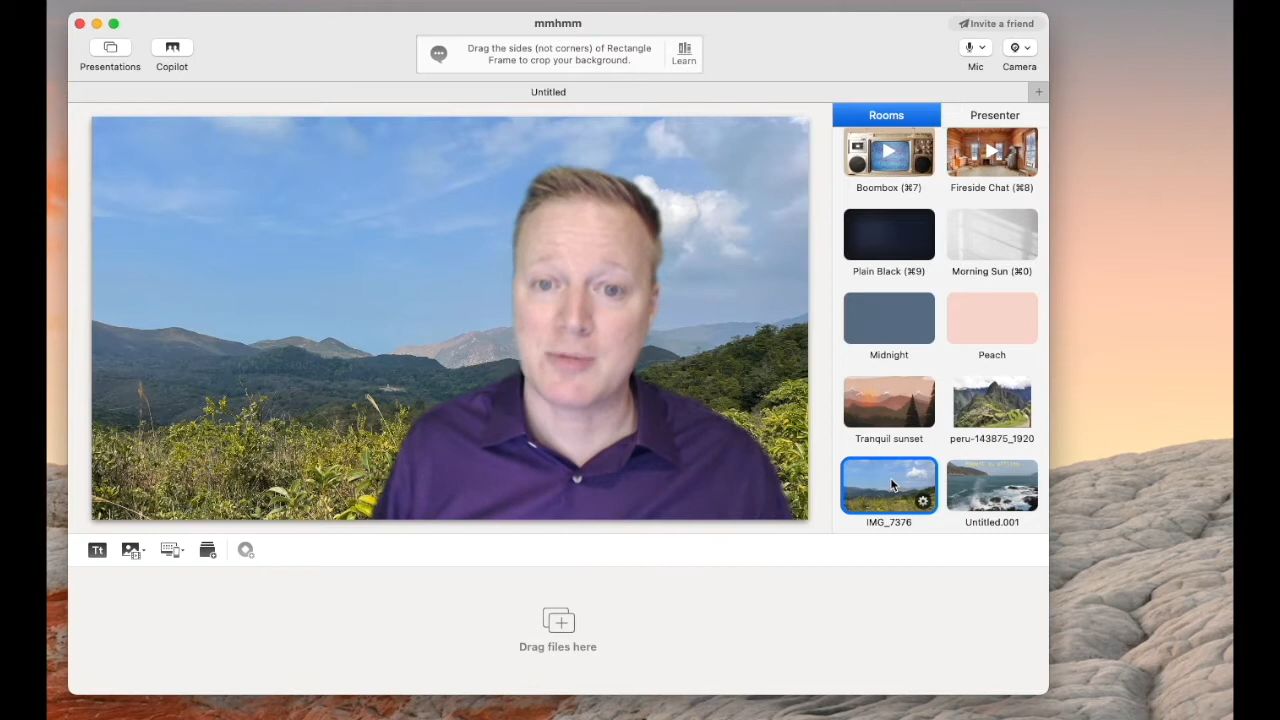 mmhmm
Invite a friend
Presentations
Copilot
Drag the sides (not corners) of Rectangle
Frame to crop your background.
Learn
Mic
Camera
Untitled
+
Rooms
Presenter
Boombox (⌘7)
Fireside Chat (⌘8)
Plain Black (⌘9)
Morning Sun (⌘0)
Midnight
Peach
Tranquil sunset
peru-143875_1920
IMG_7376
Untitled.001
Tt
Drag files here